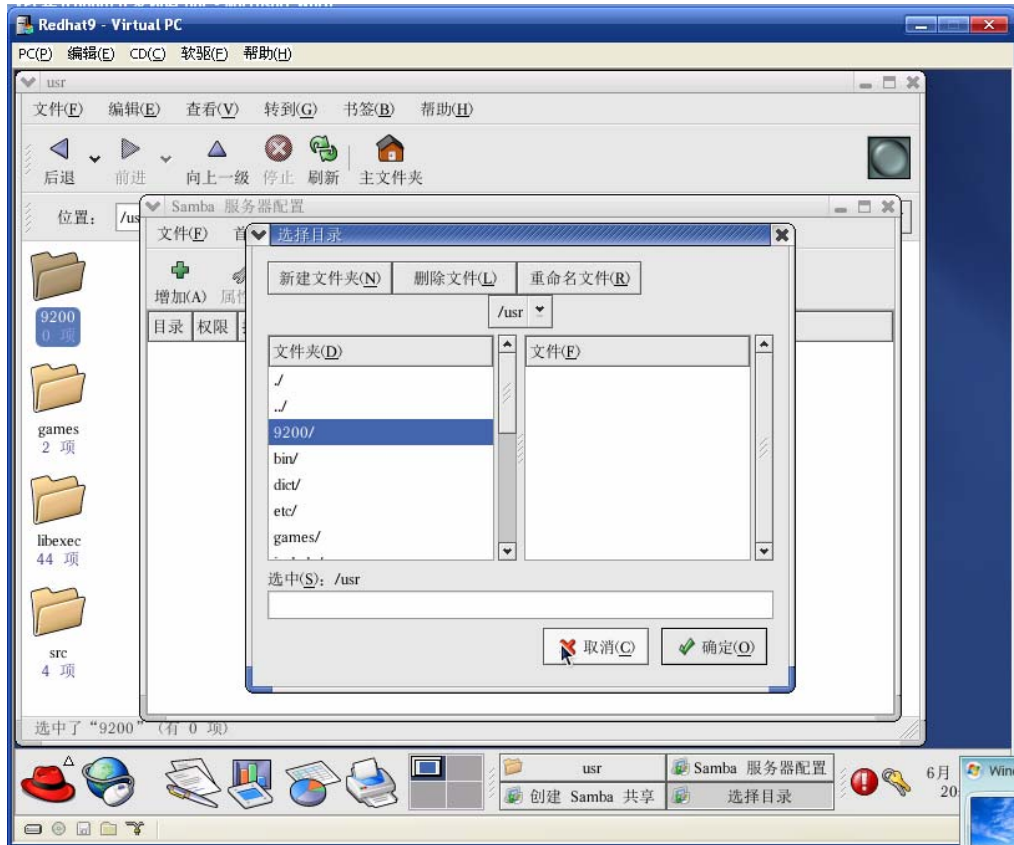 Redhat9 - Virtual PC
PC(P) 编辑(E) CD(C) 软驱(F) 帮助(H)
usr
文件(F) 编辑(E) 查看(V) 转到(G) 书签(B) 帮助(H)
后退 前进 向上一级 停止 刷新 主文件夹
位置: /us
Samba 服务器配置
文件(F) 首
增加(A) 属性
目录 权限
选择目录
新建文件夹(N) 删除文件(L) 重命名文件(R)
/usr
文件夹(D) 文件(F)
./
../
9200/
bin/
dict/
etc/
games/
选中(S): /usr
取消(C) 确定(O)
9200
0 项
games
2 项
libexec
44 项
src
4 项
选中了“9200”(有 0 项)
usr
Samba 服务器配置
创建 Samba 共享
选择目录
6月
20
Wind